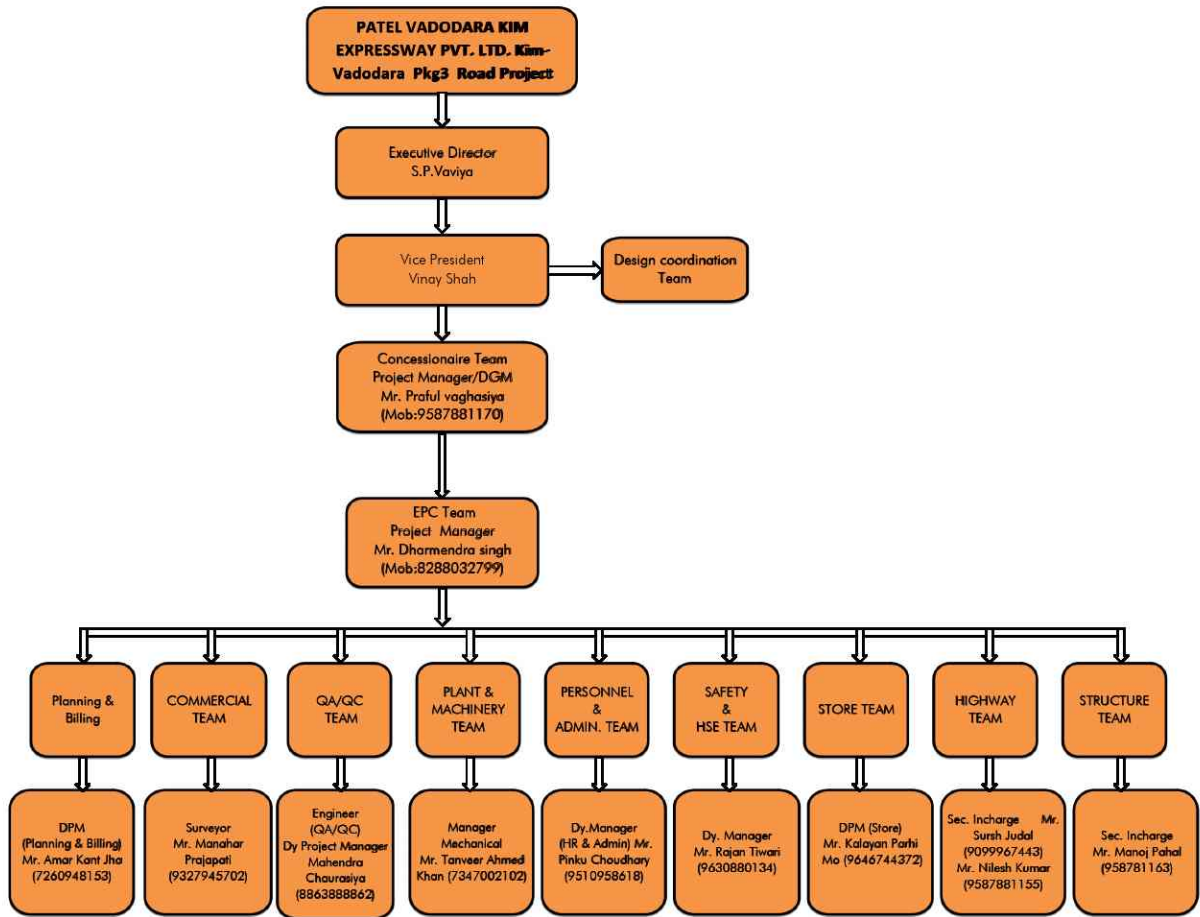 PATEL VADODARA KIM
EXPRESSWAY PVT. LTD. Kim-
Vadodara Pkg3 Road Project
Executive Director
S.P.Vaviya
Vice President
Vinay Shah
Design coordination
Team
Concessionaire Team
Project Manager/DGM
Mr. Praful vaghasiya
(Mob:9587881170)
EPC Team
Project Manager
Mr. Dharmendra singh
(Mob:8288032799)
Planning &
Billing
COMMERCIAL
TEAM
QA/QC
TEAM
PLANT &
MACHINERY
TEAM
PERSONNEL
&
ADMIN. TEAM
SAFETY
&
HSE TEAM
STORE TEAM
HIGHWAY
TEAM
STRUCTURE
TEAM
DPM
(Planning & Billing)
Mr. Amar Kant Jha
(7260948153)
Surveyor
Mr. Manahar
Prajapati
(9327945702)
Engineer
(QA/QC)
Dy Project Manager
Mahendra
Chaurasiya
(8863888862)
Manager
Mechanical
Mr. Tanveer Ahmed
Khan (7347002102)
Dy.Manager
(HR & Admin) Mr.
Pinku Choudhary
(9510958618)
Dy. Manager
Mr. Rajan Tiwari
(9630880134)
DPM (Store)
Mr. Kalayan Parhi
Mo (9646744372)
Sec. Incharge Mr.
Sursh Judal
(9099967443)
Mr. Nilesh Kumar
(9587881155)
Sec. Incharge
Mr. Manoj Pahal
(958781163)